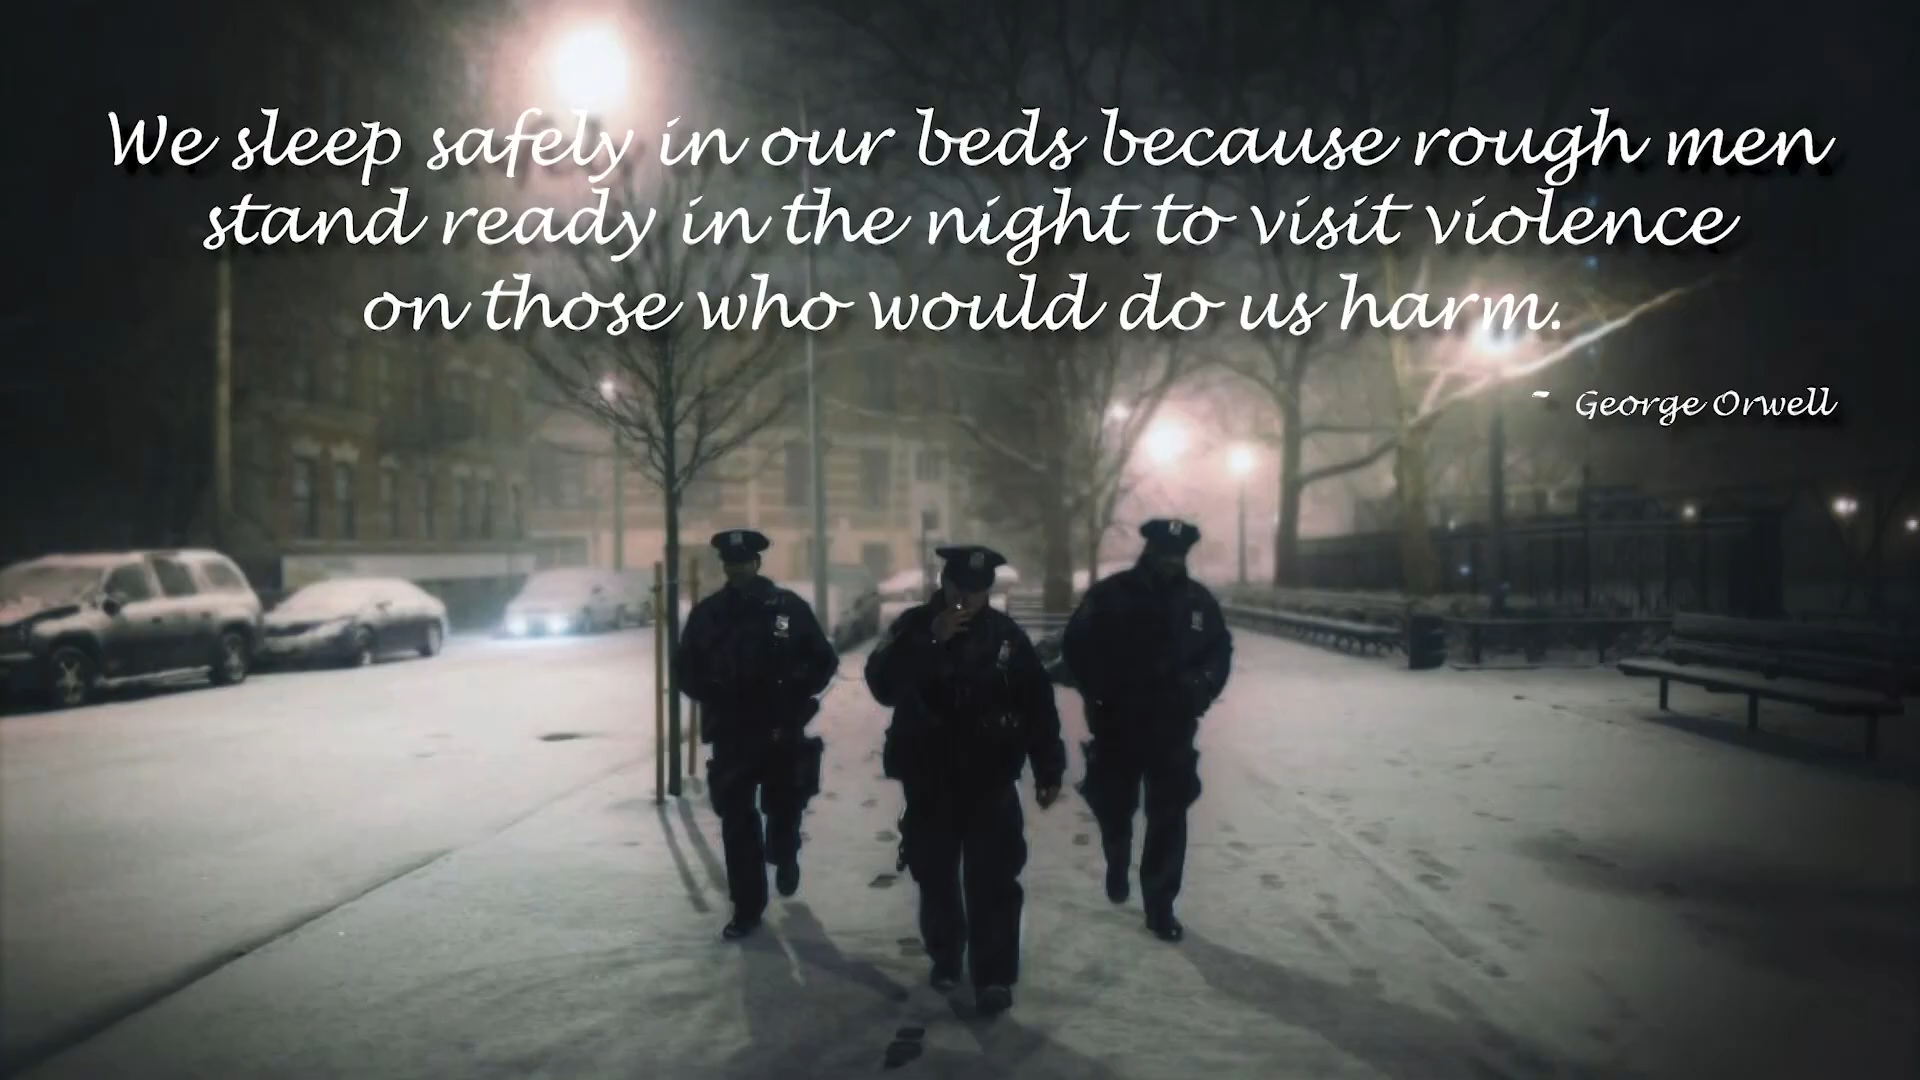 We sleep safely in our beds because rough men
stand ready in the night to visit violence
on those who would do us harm.
- George Orwell